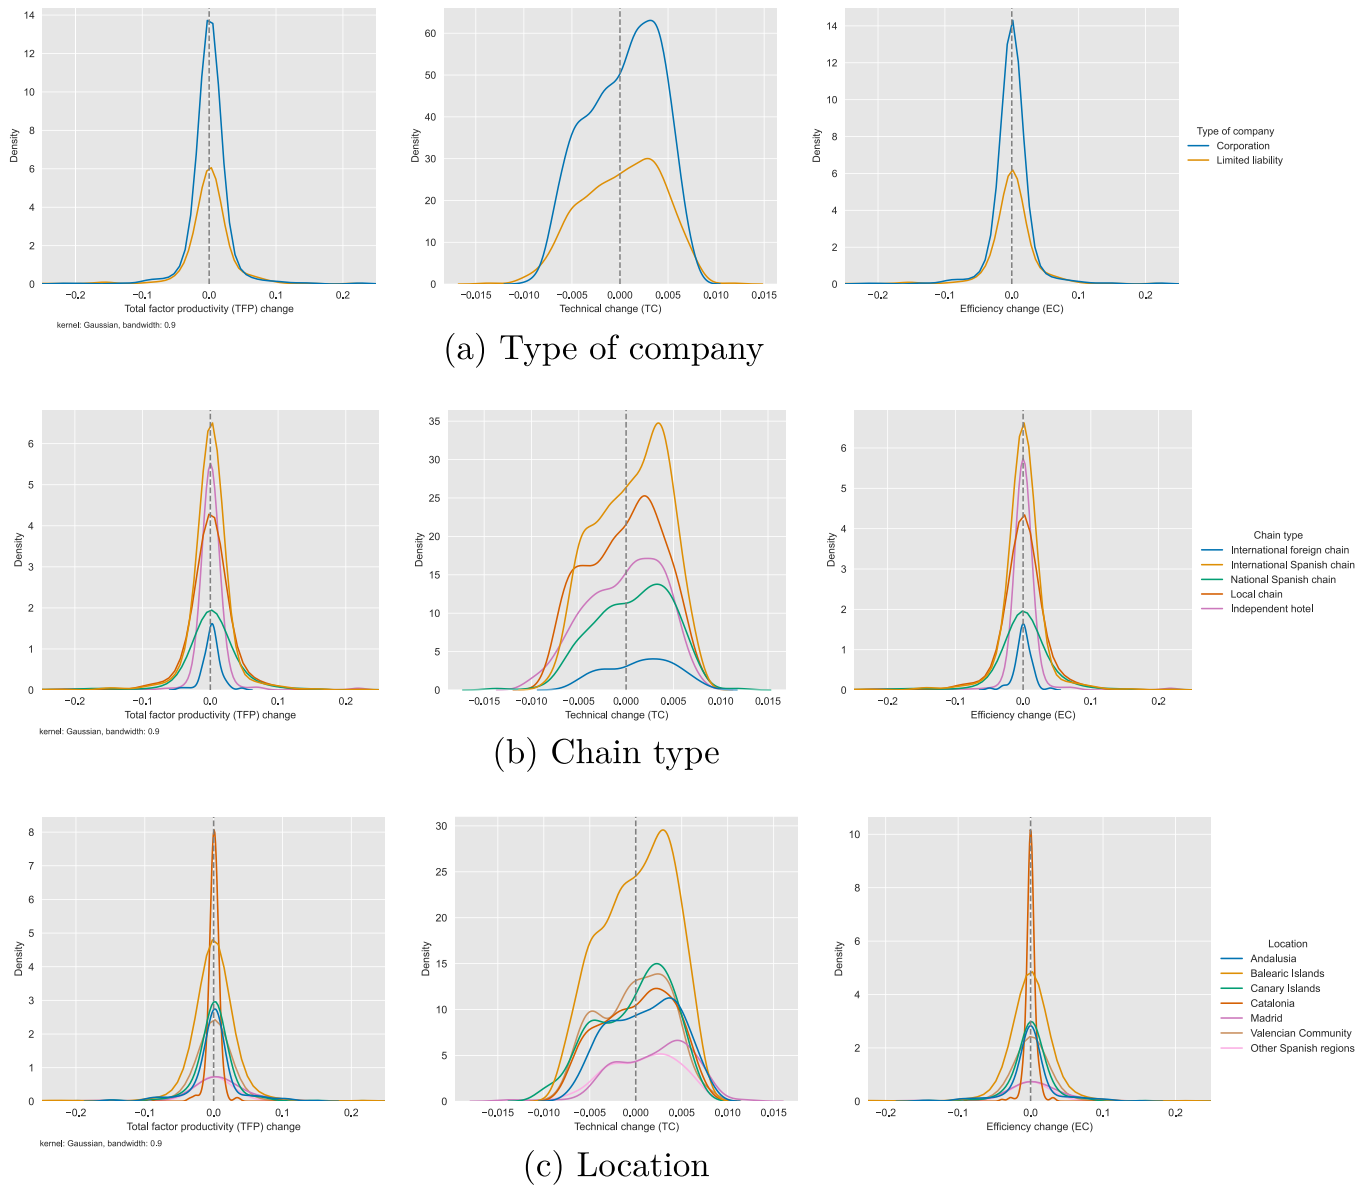 14
12
10
8
6
4
2
0
Density
−0.2
−0.1
0.0
0.1
0.2
Total factor productivity (TFP) change
kernel: Gaussian, bandwidth: 0.9
60
50
40
30
20
10
0
Density
−0.015
−0.010
−0.005
0.000
0.005
0.010
0.015
Technical change (TC)
14
12
10
8
6
4
2
0
Density
−0.2
−0.1
0.0
0.1
0.2
Efficiency change (EC)
Type of company
Corporation
Limited liability
(a) Type of company
6
5
4
3
2
1
0
Density
−0.2
−0.1
0.0
0.1
0.2
Total factor productivity (TFP) change
kernel: Gaussian, bandwidth: 0.9
35
30
25
20
15
10
5
0
Density
−0.015
−0.010
−0.005
0.000
0.005
0.010
0.015
Technical change (TC)
6
5
4
3
2
1
0
Density
−0.2
−0.1
0.0
0.1
0.2
Efficiency change (EC)
Chain type
International foreign chain
International Spanish chain
National Spanish chain
Local chain
Independent hotel
(b) Chain type
8
7
6
5
4
3
2
1
0
Density
−0.2
−0.1
0.0
0.1
0.2
Total factor productivity (TFP) change
kernel: Gaussian, bandwidth: 0.9
30
25
20
15
10
5
0
Density
−0.015
−0.010
−0.005
0.000
0.005
0.010
0.015
Technical change (TC)
10
8
6
4
2
0
Density
−0.2
−0.1
0.0
0.1
0.2
Efficiency change (EC)
Location
Andalusia
Balearic Islands
Canary Islands
Catalonia
Madrid
Valencian Community
Other Spanish regions
(c) Location